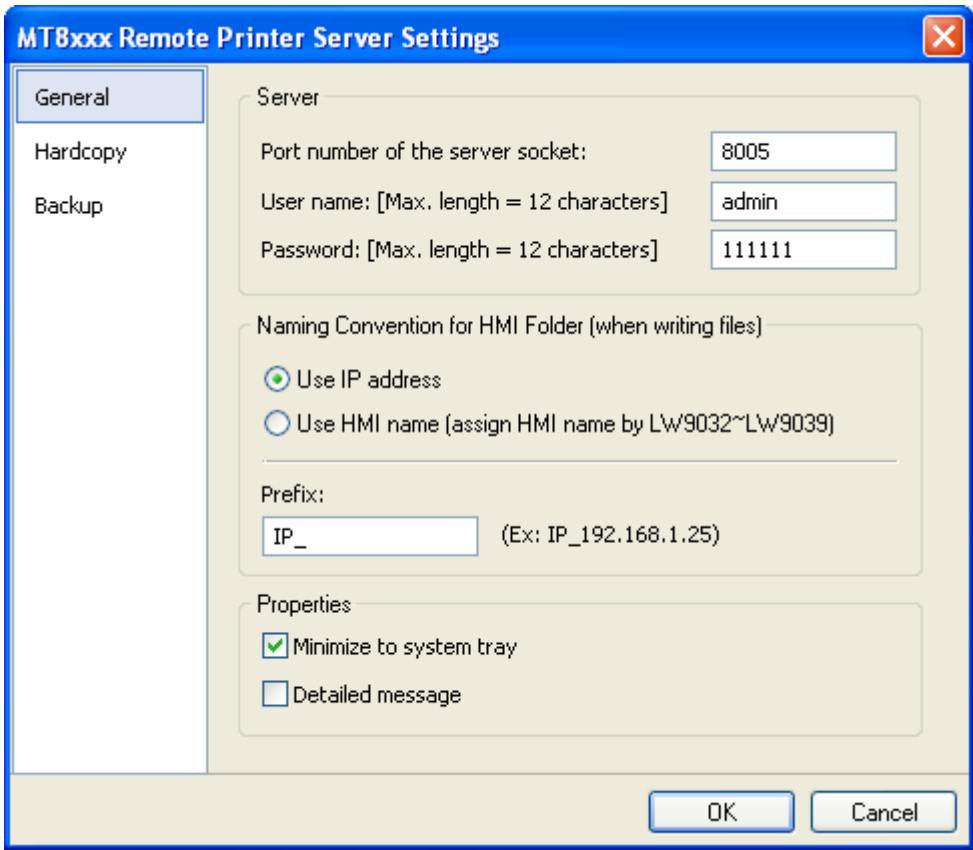 MT8xxx Remote Printer Server Settings
General
Hardcopy
Backup
Server
Port number of the server socket: 8005
User name: [Max. length = 12 characters] admin
Password: [Max. length = 12 characters] 111111
Naming Convention for HMI Folder (when writing files)
Use IP address
Use HMI name (assign HMI name by LW9032~LW9039)
Prefix:
IP_ (Ex: IP_192.168.1.25)
Properties
Minimize to system tray
Detailed message
OK Cancel